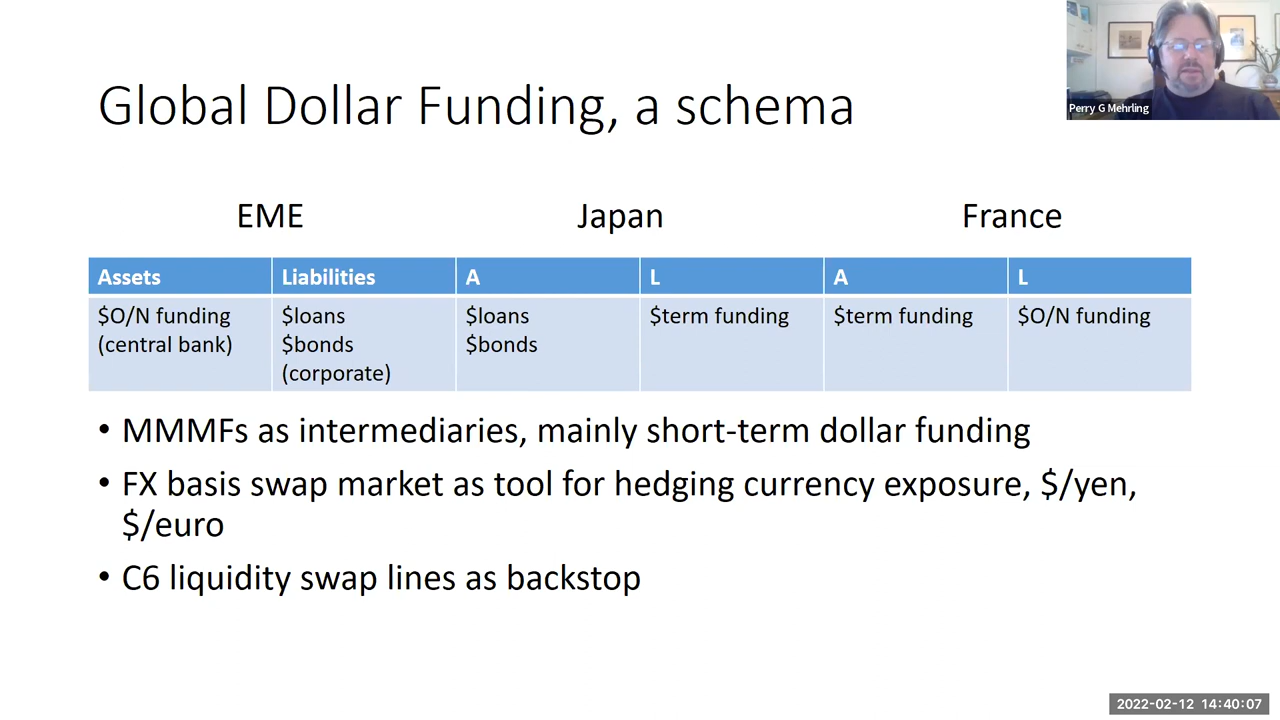 Perry G Mehrling
Global Dollar Funding, a schema
EME Japan France
Assets Liabilities A L A L
$O/N funding $loans $loans $term funding $term funding $O/N funding
(central bank) $bonds $bonds
(corporate)
• MMMFs as intermediaries, mainly short-term dollar funding
• FX basis swap market as tool for hedging currency exposure, $/yen,
$/euro
• C6 liquidity swap lines as backstop
2022-02-12 14:40:07